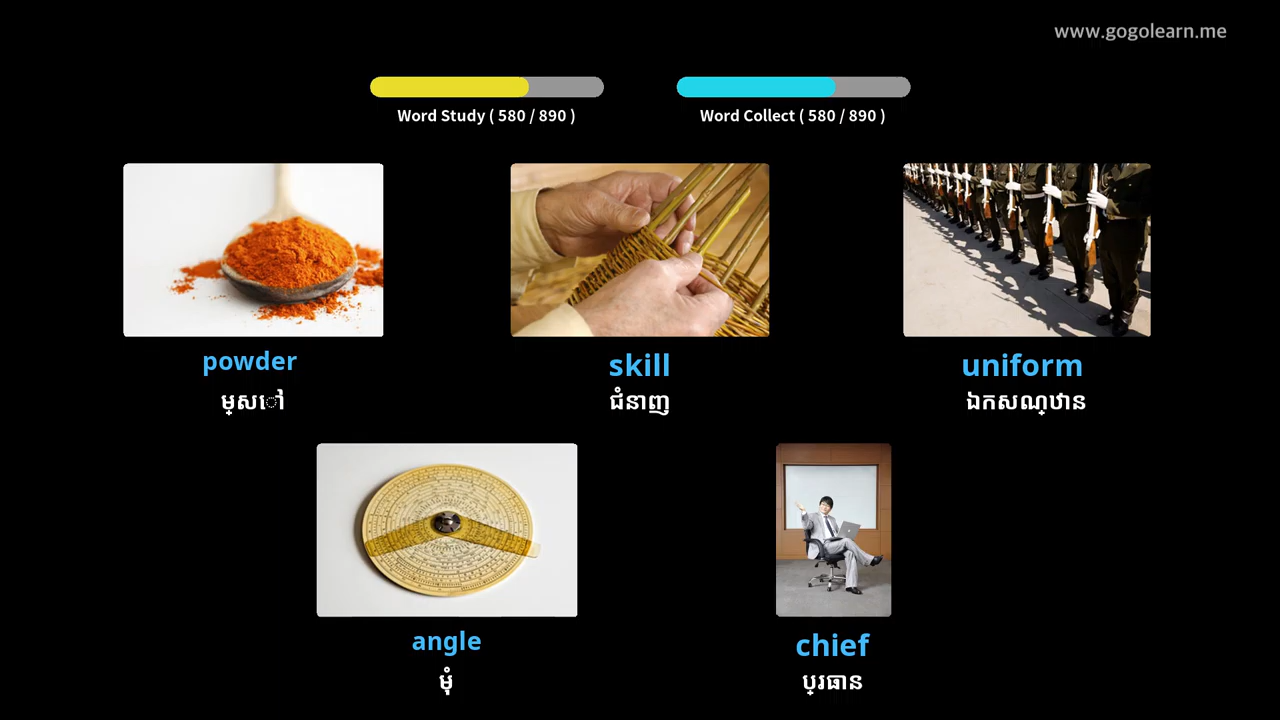 www.gogolearn.me
Word Study ( 580 / 890 )
Word Collect ( 580 / 890 )
powder
skill
uniform
ម្សៅ
ជំនាញ
ឯកសណ្ឋាន
angle
chief
មុំ
ប្រធាន